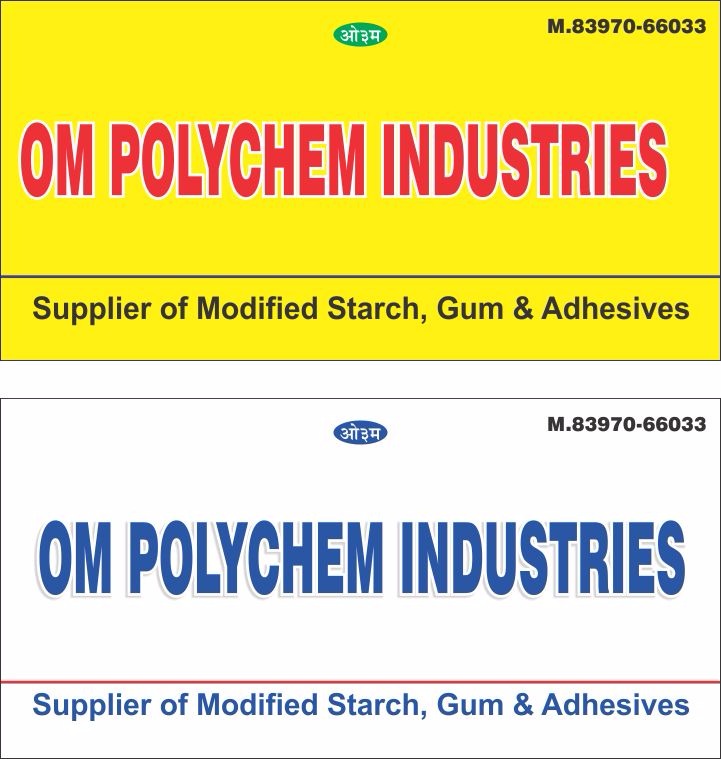 ओ३म
M.83970-66033
OM POLYCHEM INDUSTRIES
Supplier of Modified Starch, Gum & Adhesives
ओ३म
M.83970-66033
OM POLYCHEM INDUSTRIES
Supplier of Modified Starch, Gum & Adhesives